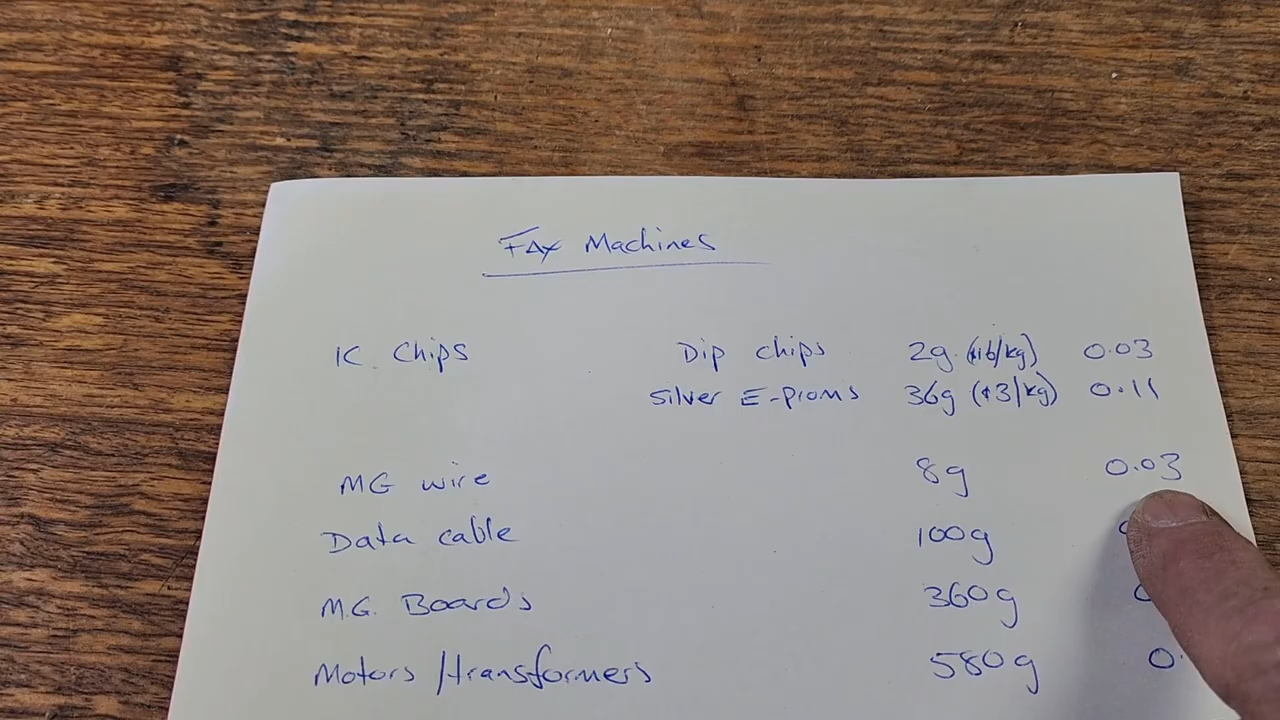 Fax Machines
IC Chips Dip chips 2g ($16/kg) 0.03
Silver E-Proms 36g ($3/kg) 0.11
MG wire 8g 0.03
Data cable 100g
M.G. Boards 360g
Motors/transformers 580g 0.